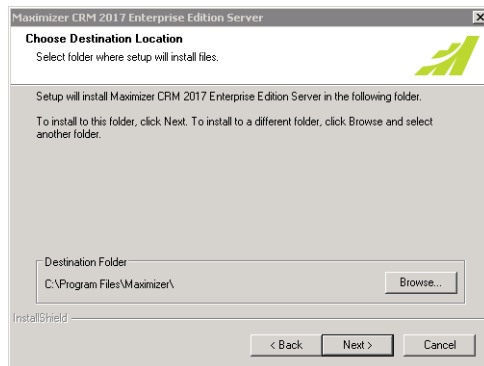 Maximizer CRM 2017 Enterprise Edition Server
Choose Destination Location
Select folder where setup will install files.
Setup will install Maximizer CRM 2017 Enterprise Edition Server in the following folder.
To install to this folder, click Next. To install to a different folder, click Browse and select
another folder.
Destination Folder
C:\Program Files\Maximizer\
Browse...
InstallShield
< Back
Next >
Cancel